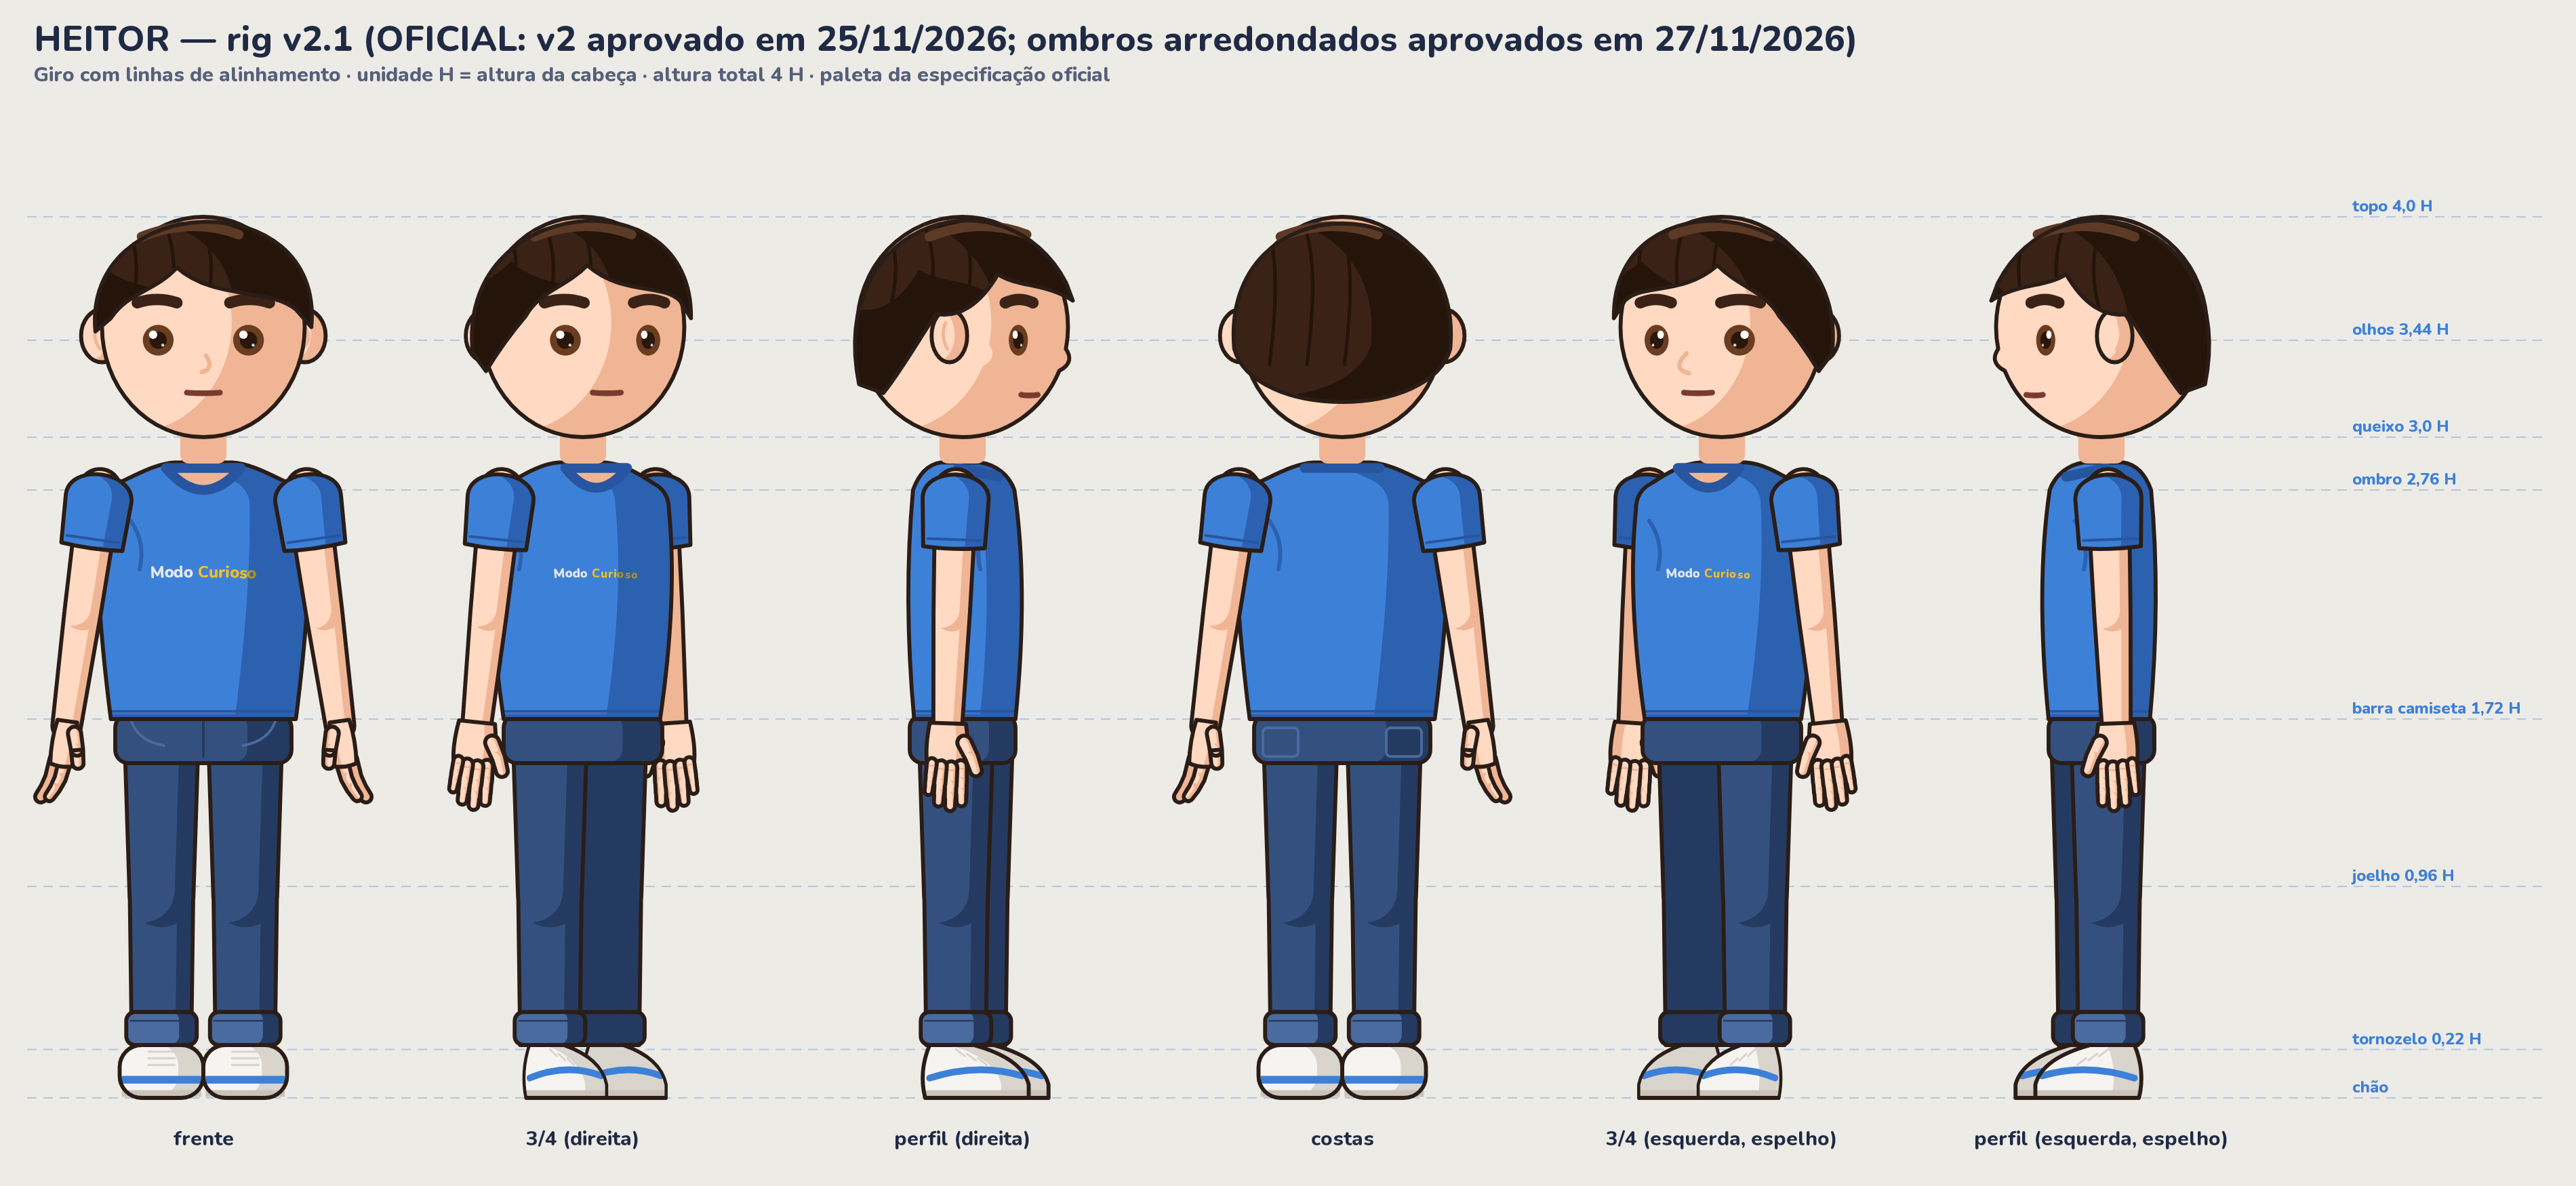 HEITOR — rig v2.1 (OFICIAL: v2 aprovado em 25/11/2026; ombros arredondados aprovados em 27/11/2026)
Giro com linhas de alinhamento · unidade H = altura da cabeça · altura total 4 H · paleta da especificação oficial
topo 4,0 H
olhos 3,44 H
queixo 3,0 H
ombro 2,76 H
Modo Curioso
Modo Curioso
Modo Curioso
barra camiseta 1,72 H
joelho 0,96 H
tornozelo 0,22 H
chão
frente
3/4 (direita)
perfil (direita)
costas
3/4 (esquerda, espelho)
perfil (esquerda, espelho)